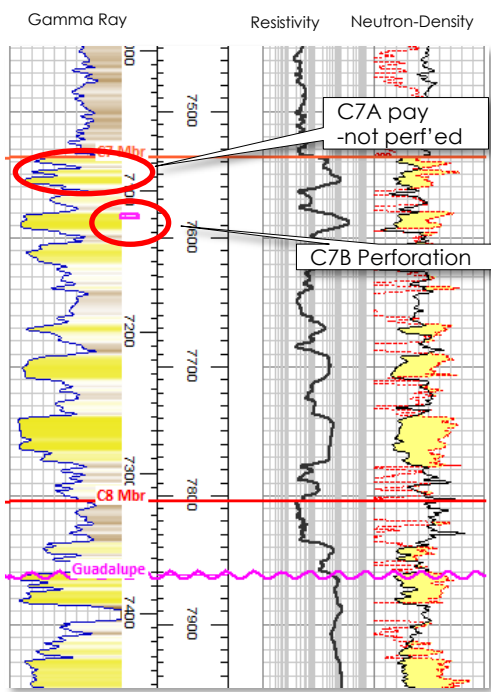 Gamma Ray
Resistivity
Neutron-Density
7500
C7A pay
-not perf'ed
C7 Mbr
7600
C7B Perforation
7200
7700
7300
7800
C8 Mbr
Guadalupe
7400
7900